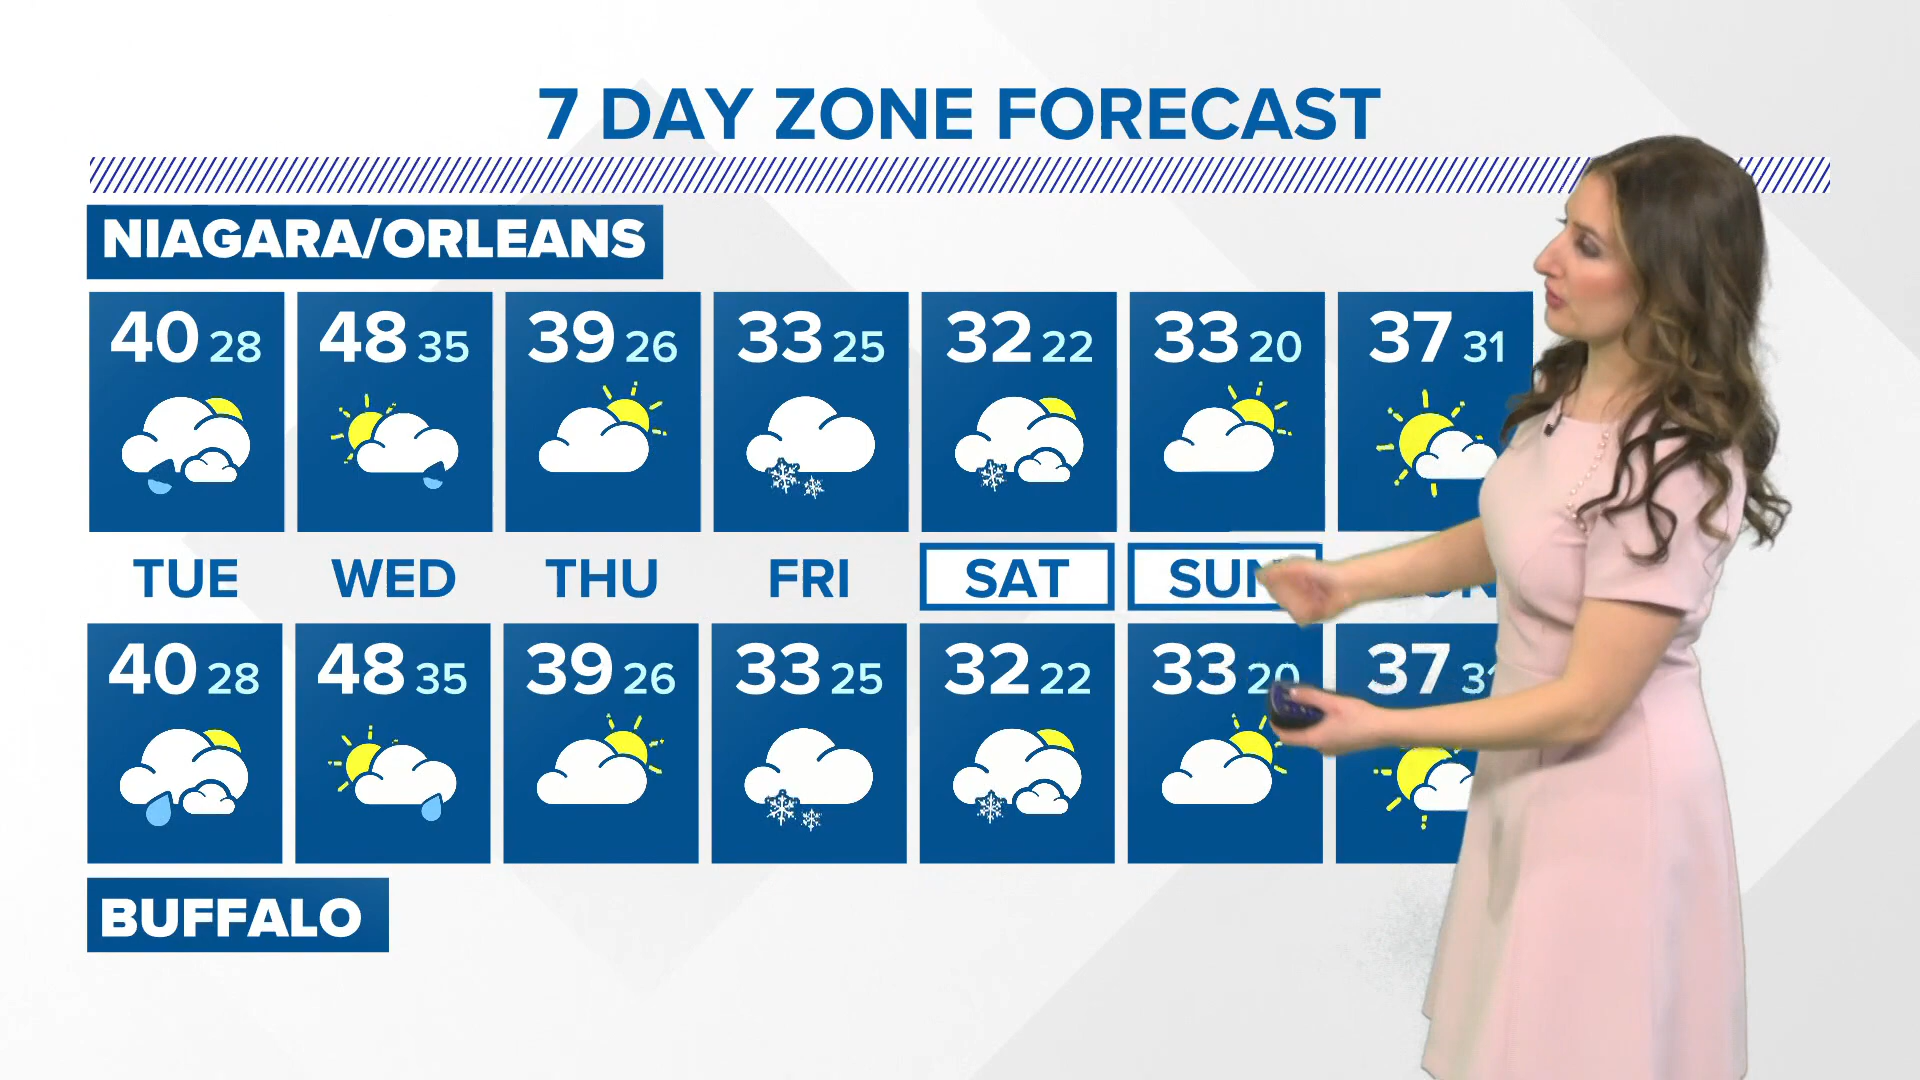 7 DAY ZONE FORECAST
NIAGARA/ORLEANS
40 28 48 35 39 26 33 25 32 22 33 20 37 31
TUE WED THU FRI SAT SUN
40 28 48 35 39 26 33 25 32 22 33 20 37
BUFFALO